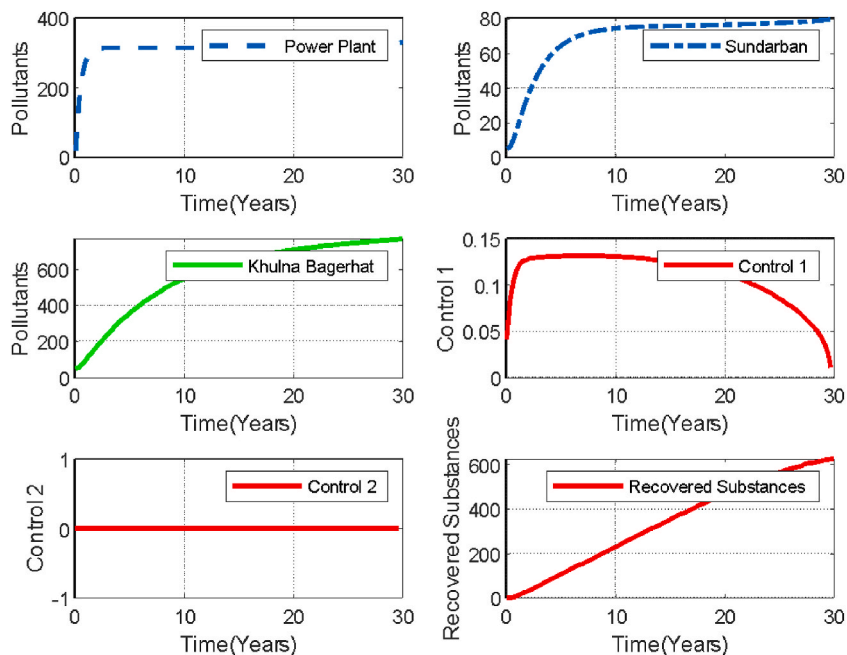 400
Power Plant
Pollutants
200
0
0
10
20
30
Time(Years)
80
Sundarban
60
Pollutants
40
20
0
0
10
20
30
Time(Years)
600
Khulna Bagerhat
Pollutants
400
200
0
0
10
20
30
Time(Years)
0.15
Control 1
0.1
Control 1
0.05
0
0
10
20
30
Time(Years)
1
Control 2
Control 2
0
-1
0
10
20
30
Time(Years)
600
Recovered Substances
Recovered Substances
400
200
0
0
10
20
30
Time(Years)